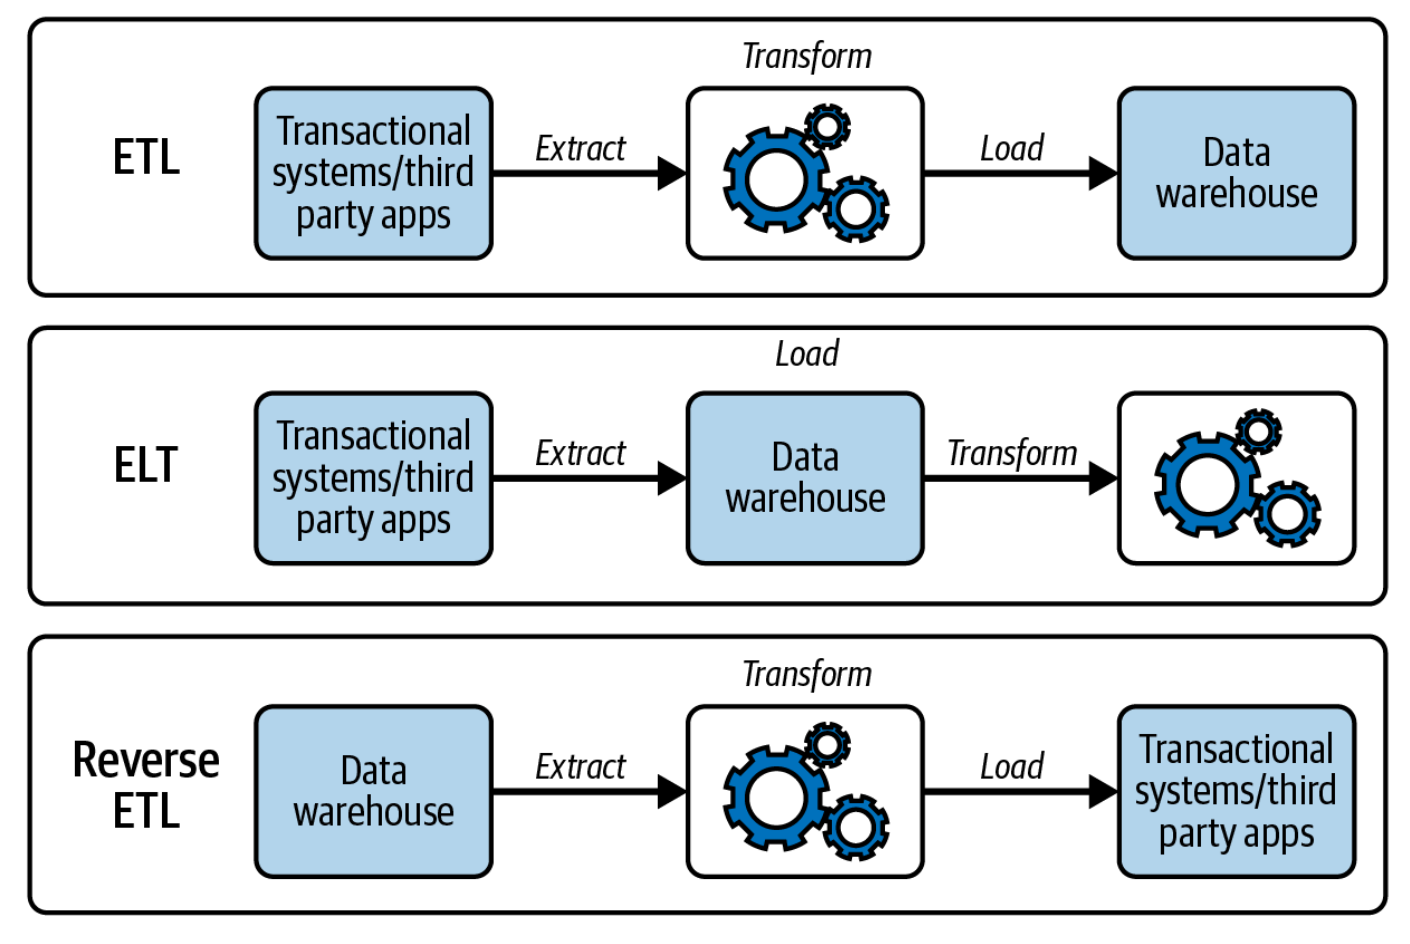 Transform
ETL
Transactional
systems/third
party apps
Extract
Load
Data
warehouse
Load
ELT
Transactional
systems/third
party apps
Extract
Data
warehouse
Transform
Transform
Reverse
ETL
Data
warehouse
Extract
Load
Transactional
systems/third
party apps